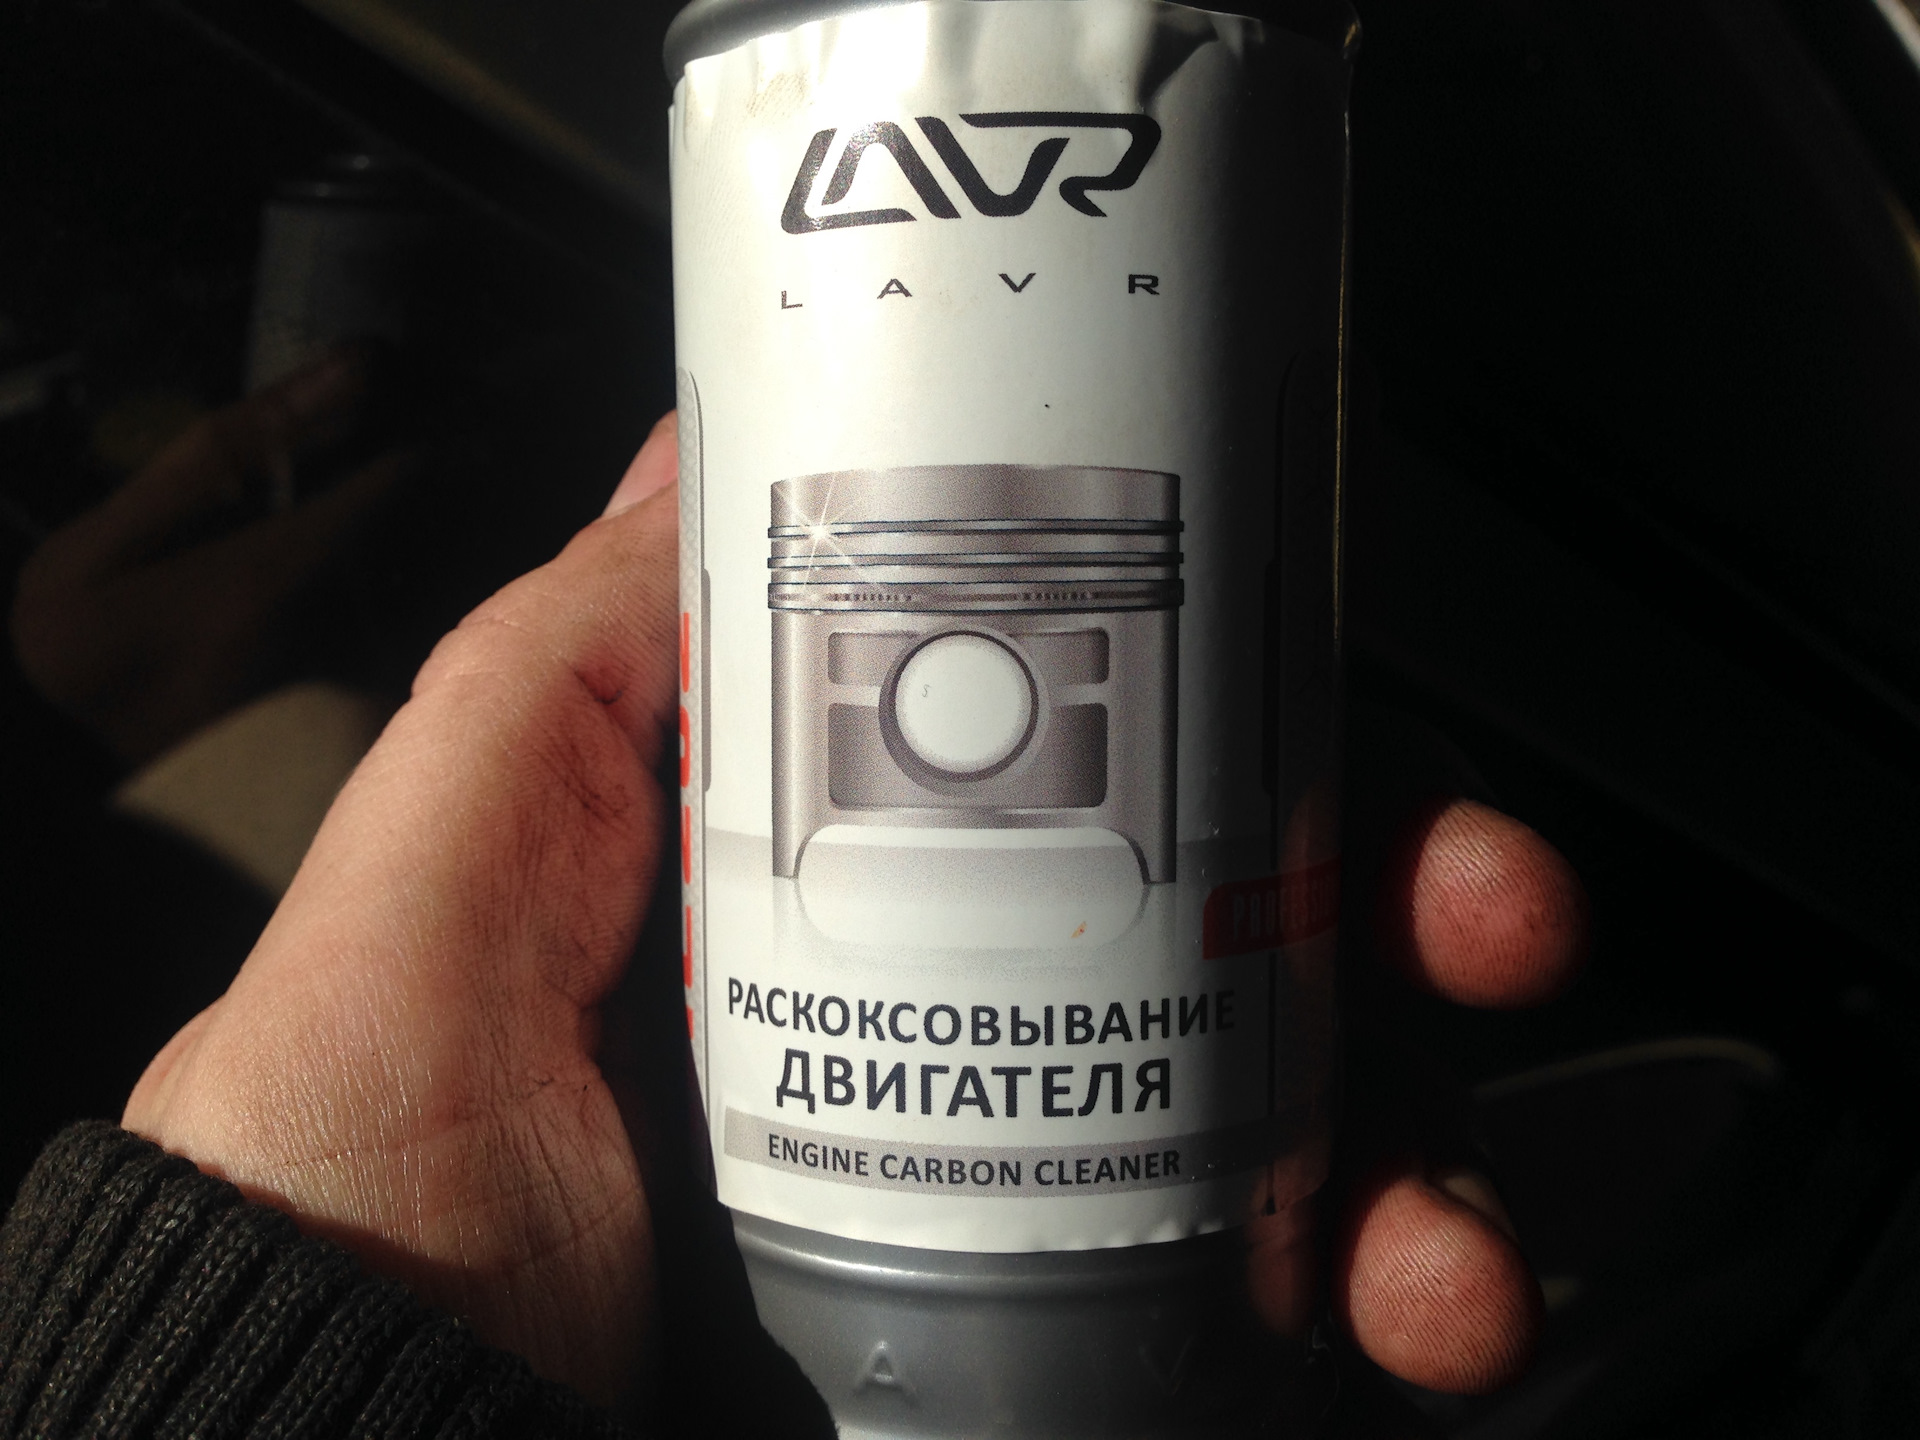 LAVR
L A V R
РАСКОКСОВЫВАНИЕ
ДВИГАТЕЛЯ
ENGINE CARBON CLEANER